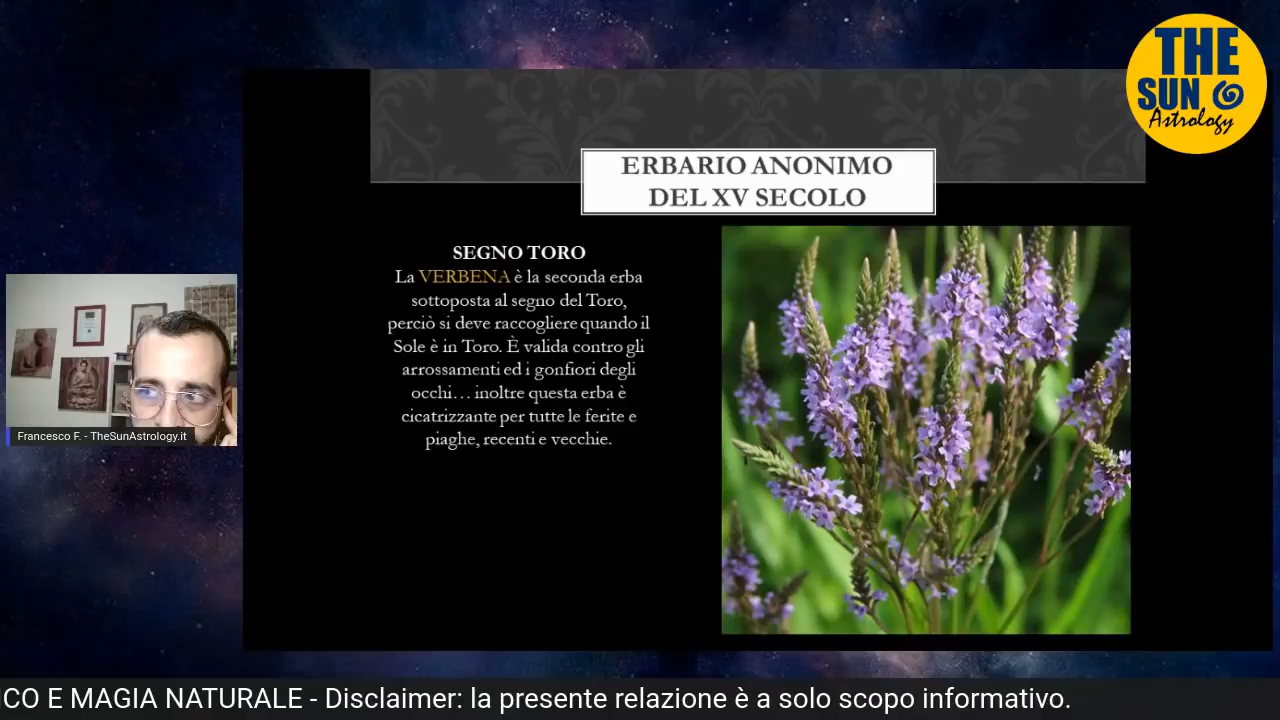 THE
SUN
Astrology
ERBARIO ANONIMO
DEL XV SECOLO
SEGNO TORO
La VERBENA è la seconda erba
sottoposta al segno del Toro,
perciò si deve raccogliere quando il
Sole è in Toro. È valida contro gli
arrossamenti ed i gonfiori degli
occhi… inoltre questa erba è
cicatrizzante per tutte le ferite e
piaghe, recenti e vecchie.
Francesco F. - TheSunAstrology.it
ICO E MAGIA NATURALE - Disclaimer: la presente relazione è a solo scopo informativo.